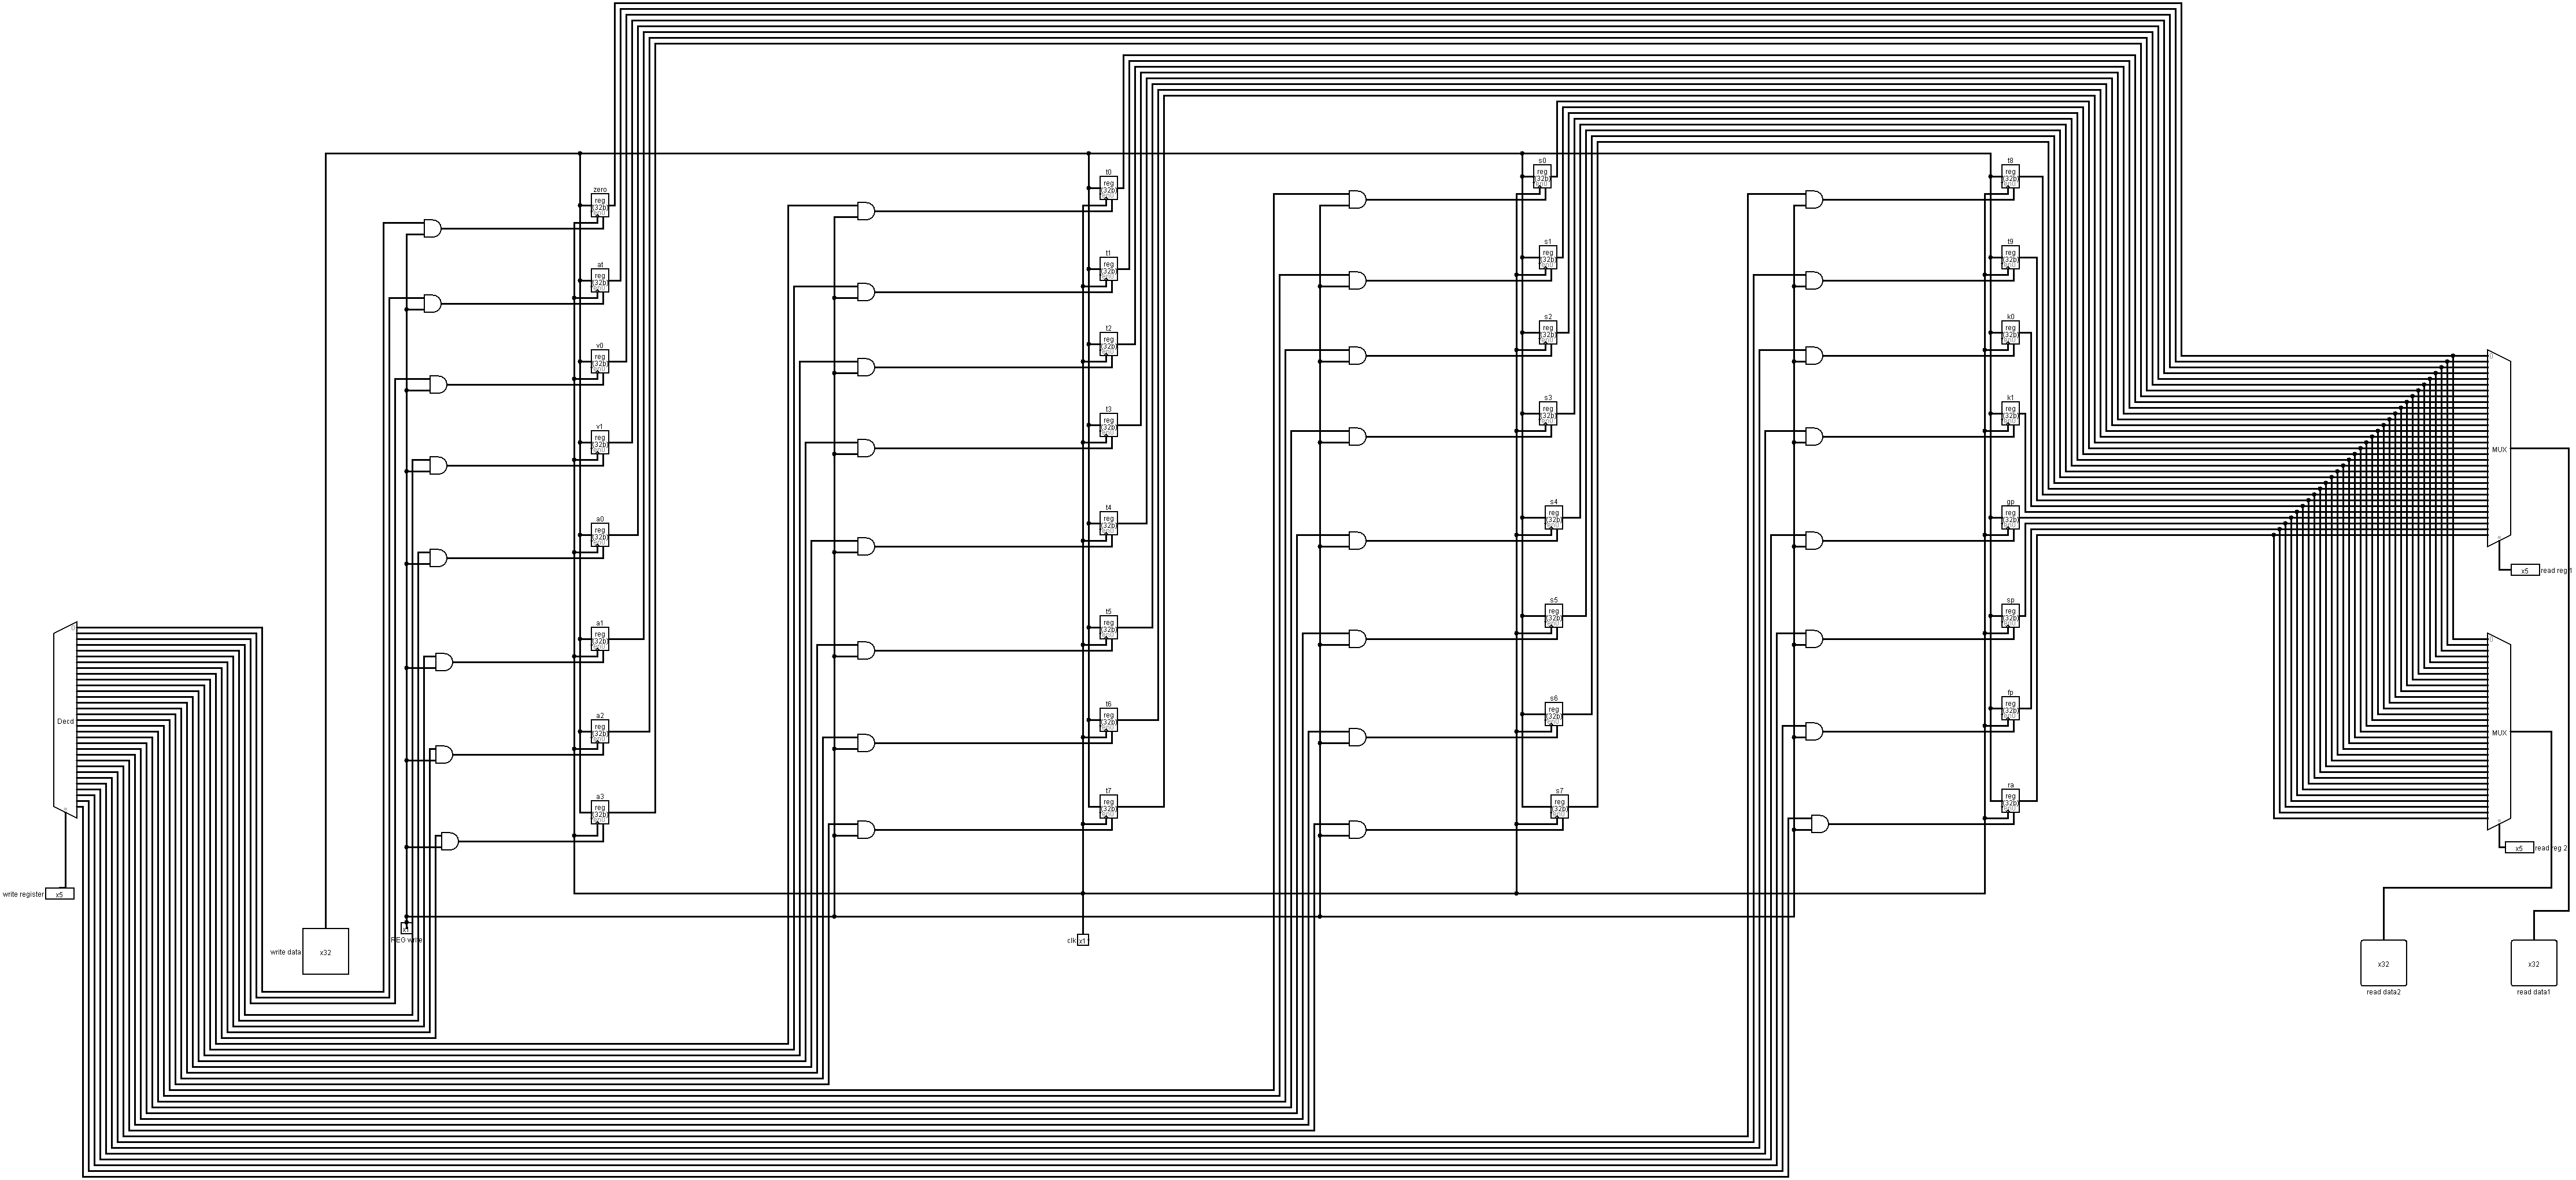 zero
reg
(32b)
at
reg
(32b)
v0
reg
(32b)
v1
reg
(32b)
a0
reg
(32b)
a1
reg
(32b)
a2
reg
(32b)
a3
reg
(32b)
t0
reg
(32b)
t1
reg
(32b)
t2
reg
(32b)
t3
reg
(32b)
t4
reg
(32b)
t5
reg
(32b)
t6
reg
(32b)
t7
reg
(32b)
s0
reg
(32b)
s1
reg
(32b)
s2
reg
(32b)
s3
reg
(32b)
s4
reg
(32b)
s5
reg
(32b)
s6
reg
(32b)
s7
reg
(32b)
t8
reg
(32b)
t9
reg
(32b)
k0
reg
(32b)
k1
reg
(32b)
gp
reg
(32b)
sp
reg
(32b)
fp
reg
(32b)
ra
reg
(32b)
Decd
write register x5
write data x32
x1
REG write
clk x1
MUX
x5 read reg 1
MUX
x5 read reg 2
x32
read data2
x32
read data1